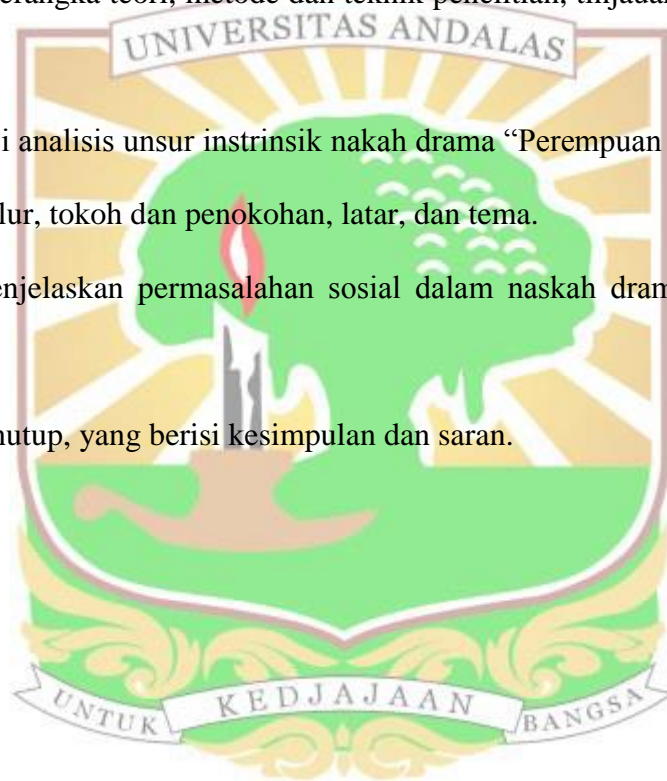 erangka teori, metode dan teknik penelitian, tinjauan
UNIVERSITAS ANDALAS
i analisis unsur instrinsik nakah drama “Perempuan
lur, tokoh dan penokohan, latar, dan tema.
enjelaskan permasalahan sosial dalam naskah dram
nutup, yang berisi kesimpulan dan saran.
UNTUK KEDJAJAAN BANGSA